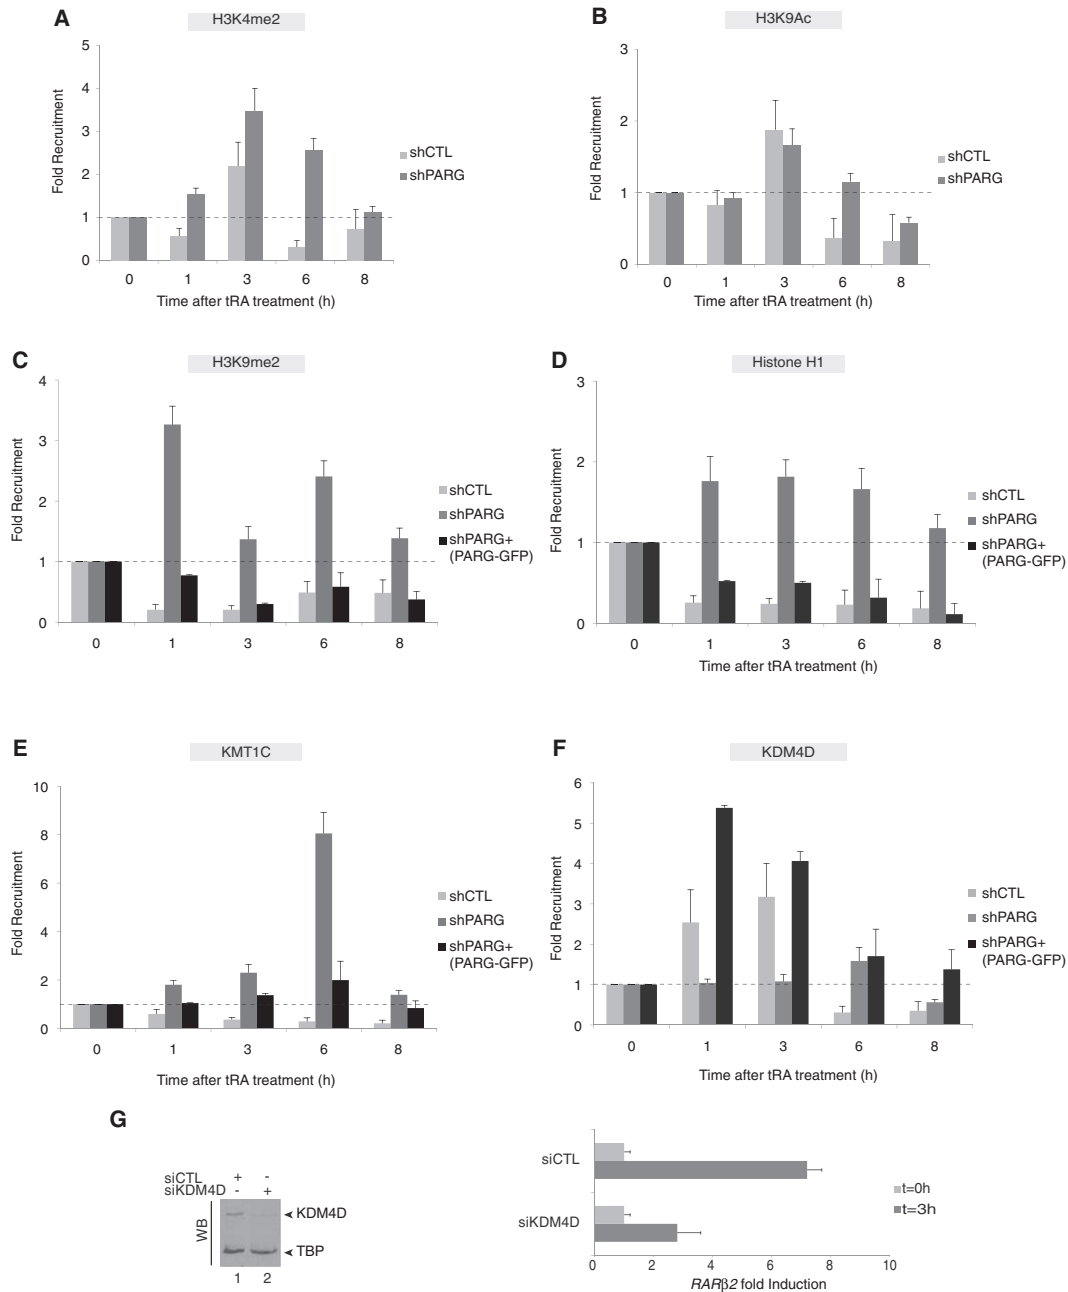 A
H3K4me2
5
4
3
2
1
0
Fold Recruitment
shCTL
shPARG
0 1 3 6 8
Time after tRA treatment (h)
B
H3K9Ac
3
2
1
0
Fold Recruitment
shCTL
shPARG
0 1 3 6 8
Time after tRA treatment (h)
C
H3K9me2
4
3
2
1
0
Fold Recruitment
shCTL
shPARG
shPARG+
(PARG-GFP)
0 1 3 6 8
D
Histone H1
3
2
1
0
Fold Recruitment
shCTL
shPARG
shPARG+
(PARG-GFP)
0 1 3 6 8
Time after tRA treatment (h)
E
KMT1C
10
8
6
4
2
0
Fold Recruitment
shCTL
shPARG
shPARG+
(PARG-GFP)
0 1 3 6 8
Time after tRA treatment (h)
F
KDM4D
6
5
4
3
2
1
0
Fold Recruitment
shCTL
shPARG
shPARG+
(PARG-GFP)
0 1 3 6 8
Time after tRA treatment (h)
G
siCTL + -
siKDM4D - +
WB
KDM4D
TBP
1 2
siCTL
siKDM4D
t=0h
t=3h
0 2 4 6 8 10
RARβ2 fold Induction